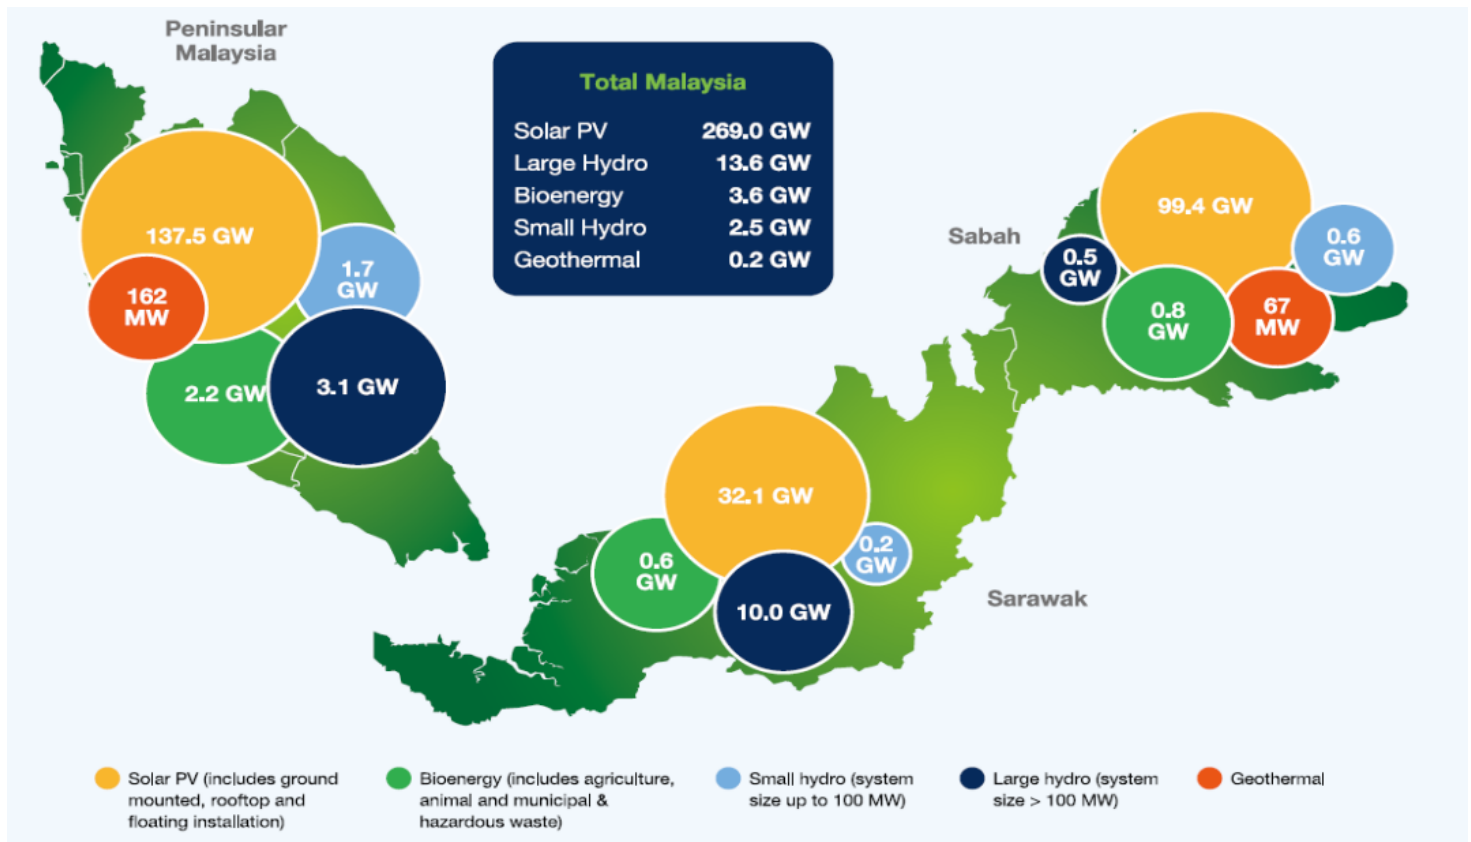 Peninsular
Malaysia
Total Malaysia
Solar PV 269.0 GW
Large Hydro 13.6 GW
Bioenergy 3.6 GW
Small Hydro 2.5 GW
Geothermal 0.2 GW
137.5 GW
162
MW
1.7
GW
2.2 GW
3.1 GW
Sabah
99.4 GW
0.6
GW
0.5
GW
0.8
GW
67
MW
32.1 GW
0.6
GW
0.2
GW
10.0 GW
Sarawak
Solar PV (includes ground
mounted, rooftop and
floating installation)
Bioenergy (includes agriculture,
animal and municipal &
hazardous waste)
Small hydro (system
size up to 100 MW)
Large hydro (system
size > 100 MW)
Geothermal